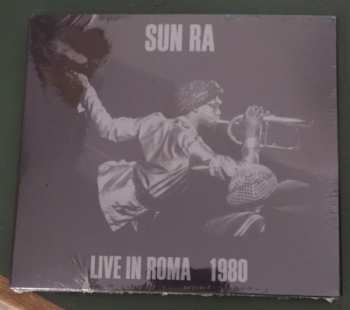 SUN RA
LIVE IN ROMA 1980